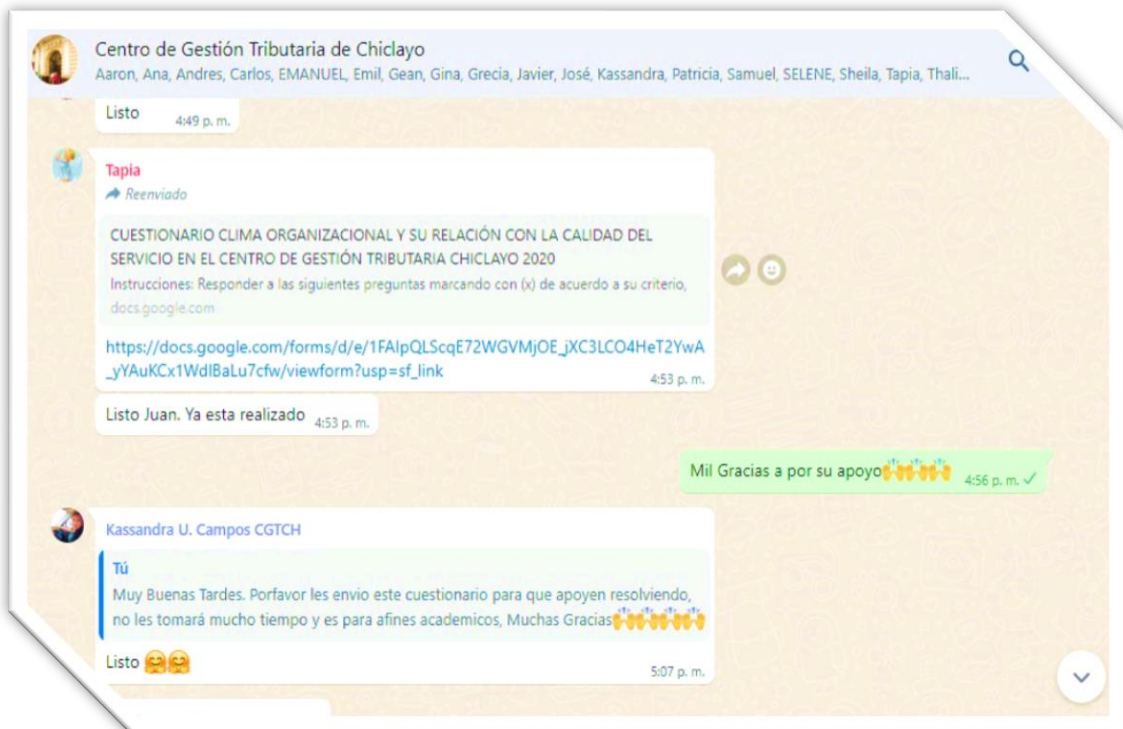 Centro de Gestión Tributaria de Chiclayo
Aaron, Ana, Andres, Carlos, EMANUEL, Emil, Gean, Gina, Grecia, Javier, José, Kassandra, Patricia, Samuel, SELENE, Sheila, Tapia, Thali...
Listo 4:49 p. m.
Tapia
Reenviado
CUESTIONARIO CLIMA ORGANIZACIONAL Y SU RELACIÓN CON LA CALIDAD DEL
SERVICIO EN EL CENTRO DE GESTIÓN TRIBUTARIA CHICLAYO 2020
Instrucciones: Responder a las siguientes preguntas marcando con (x) de acuerdo a su criterio,
docs.google.com
https://docs.google.com/forms/d/e/1FAIpQLScqE72WGVMjOE_jXC3LCO4HeT2YwA
_yYAuKCx1WdIBaLu7cfw/viewform?usp=sf_link
4:53 p. m.
Listo Juan. Ya esta realizado 4:53 p. m.
Mil Gracias a por su apoyo🙌🙌🙌 4:56 p. m.
Kassandra U. Campos CGTCH
Tú
Muy Buenas Tardes. Porfavor les envio este cuestionario para que apoyen resolviendo,
no les tomará mucho tiempo y es para afines academicos, Muchas Gracias🙌🙌🙌🙌
Listo 🤗🤗
5:07 p. m.